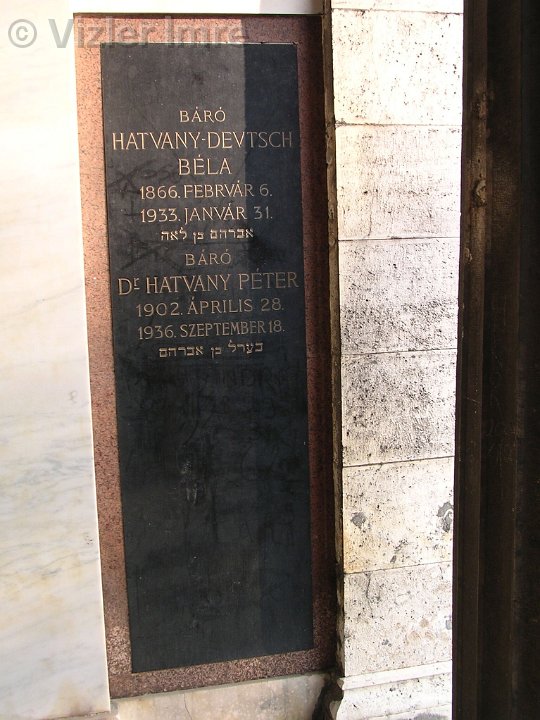 © Vizler Imre
BÁRÓ
HATVANY-DEVTSCH
BÉLA
1866. FEBRVÁR 6.
1933. JANVÁR 31.
אברהם בן לאה
BÁRÓ
Dr HATVANY PÉTER
1902. ÁPRILIS 28.
1936. SZEPTEMBER 18.
בערל בן אברהם